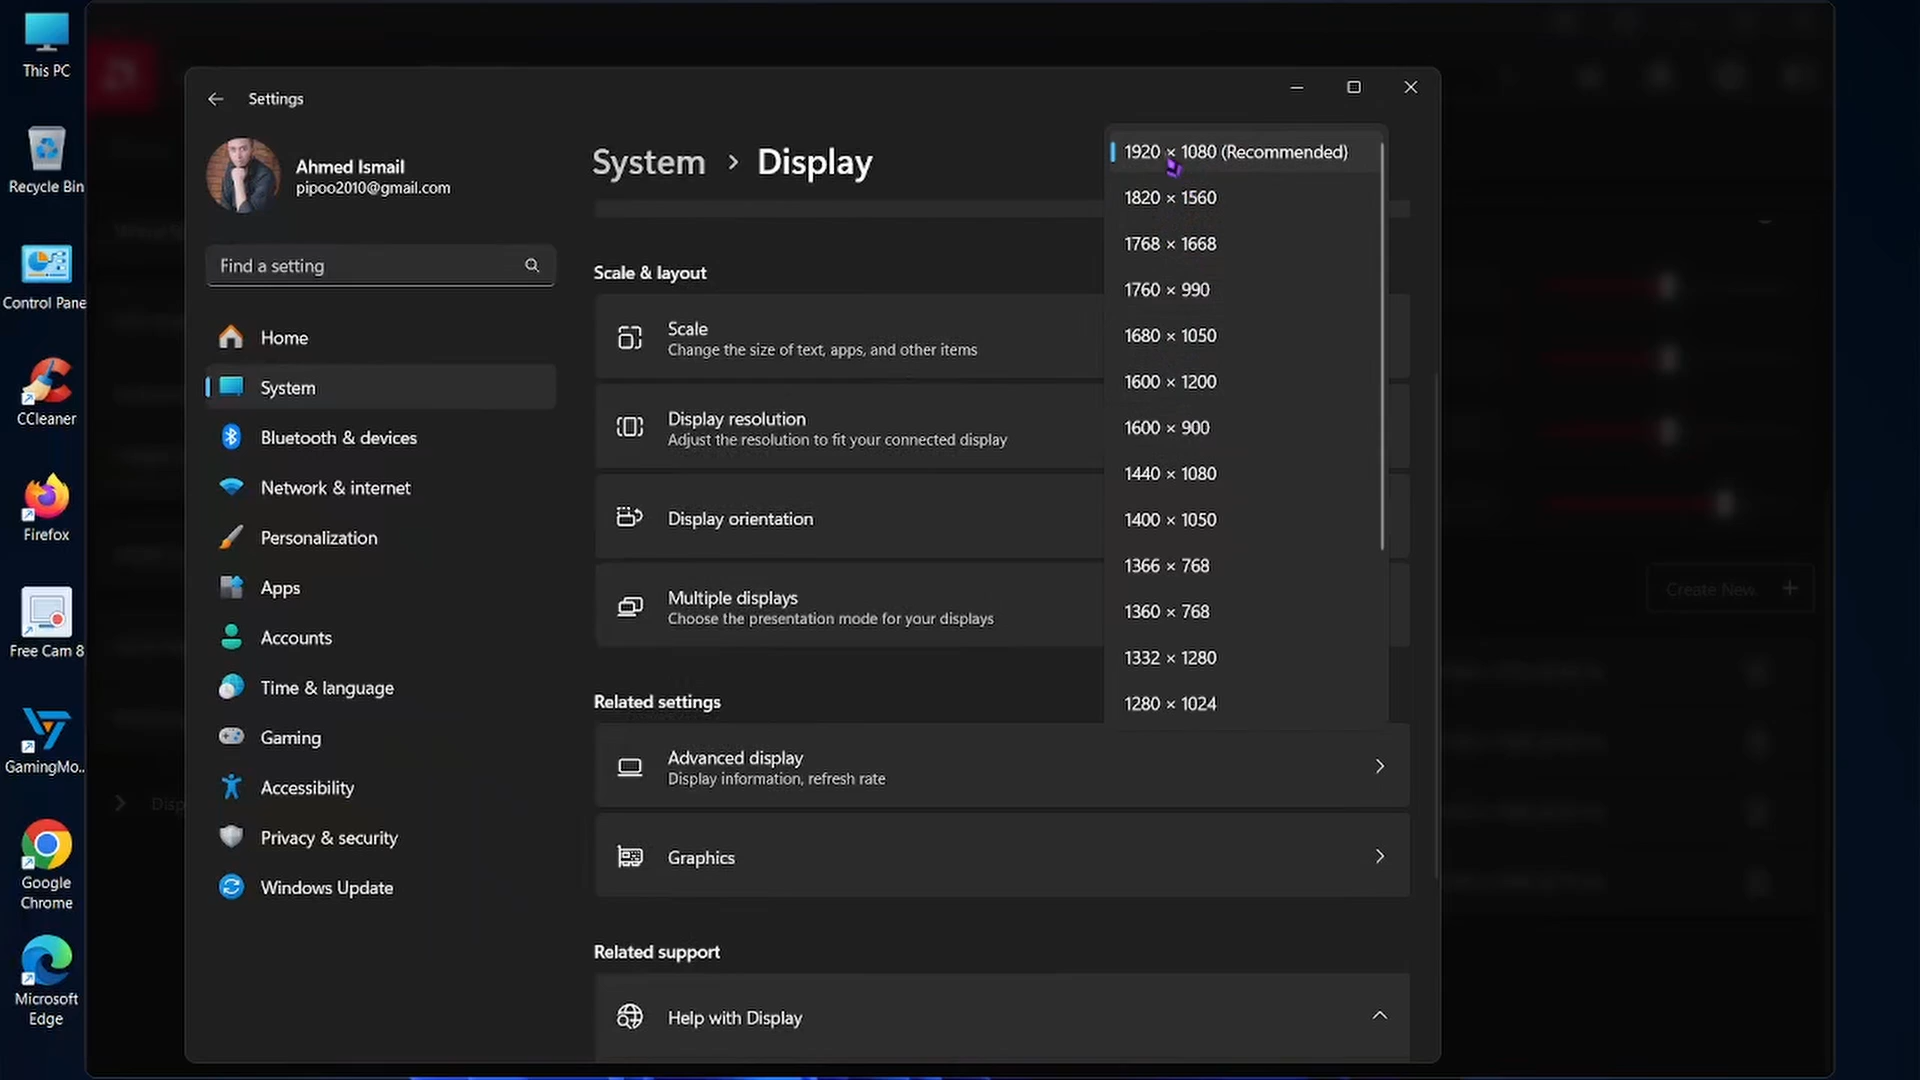 This PC
Recycle Bin
Control Pane
CCleaner
Firefox
Free Cam 8
GamingMo...
Google
Chrome
Microsoft
Edge
Settings
Ahmed Ismail
pipoo2010@gmail.com
Find a setting
Home
System
Bluetooth & devices
Network & internet
Personalization
Apps
Accounts
Time & language
Gaming
Accessibility
Privacy & security
Windows Update
System > Display
Scale & layout
Scale
Change the size of text, apps, and other items
Display resolution
Adjust the resolution to fit your connected display
Display orientation
Multiple displays
Choose the presentation mode for your displays
Related settings
Advanced display
Display information, refresh rate
Graphics
Related support
Help with Display
1920 × 1080 (Recommended)
1820 × 1560
1768 × 1668
1760 × 990
1680 × 1050
1600 × 1200
1600 × 900
1440 × 1080
1400 × 1050
1366 × 768
1360 × 768
1332 × 1280
1280 × 1024
Create New
Disp